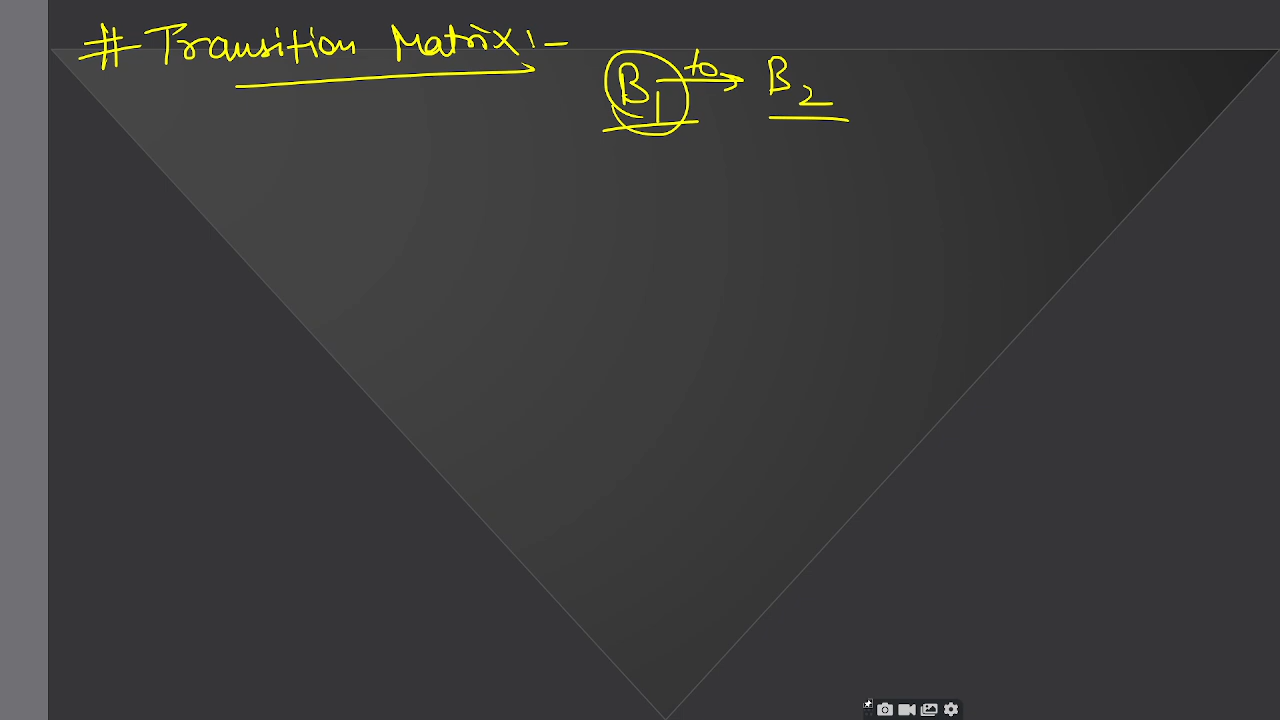 # Transition Matrix :-
B₁ to → B₂